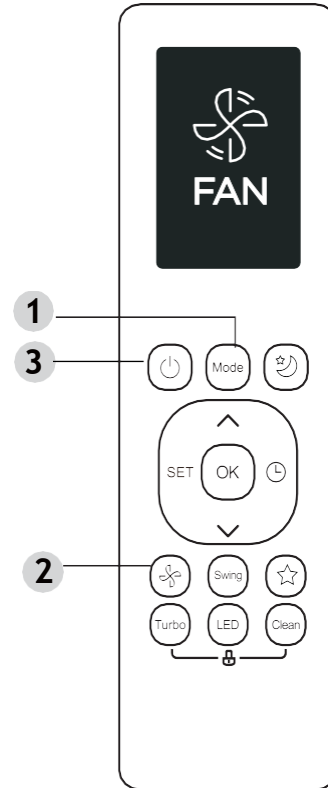 FAN
1
3
Mode
SET OK
2
Swing
Turbo LED Clean